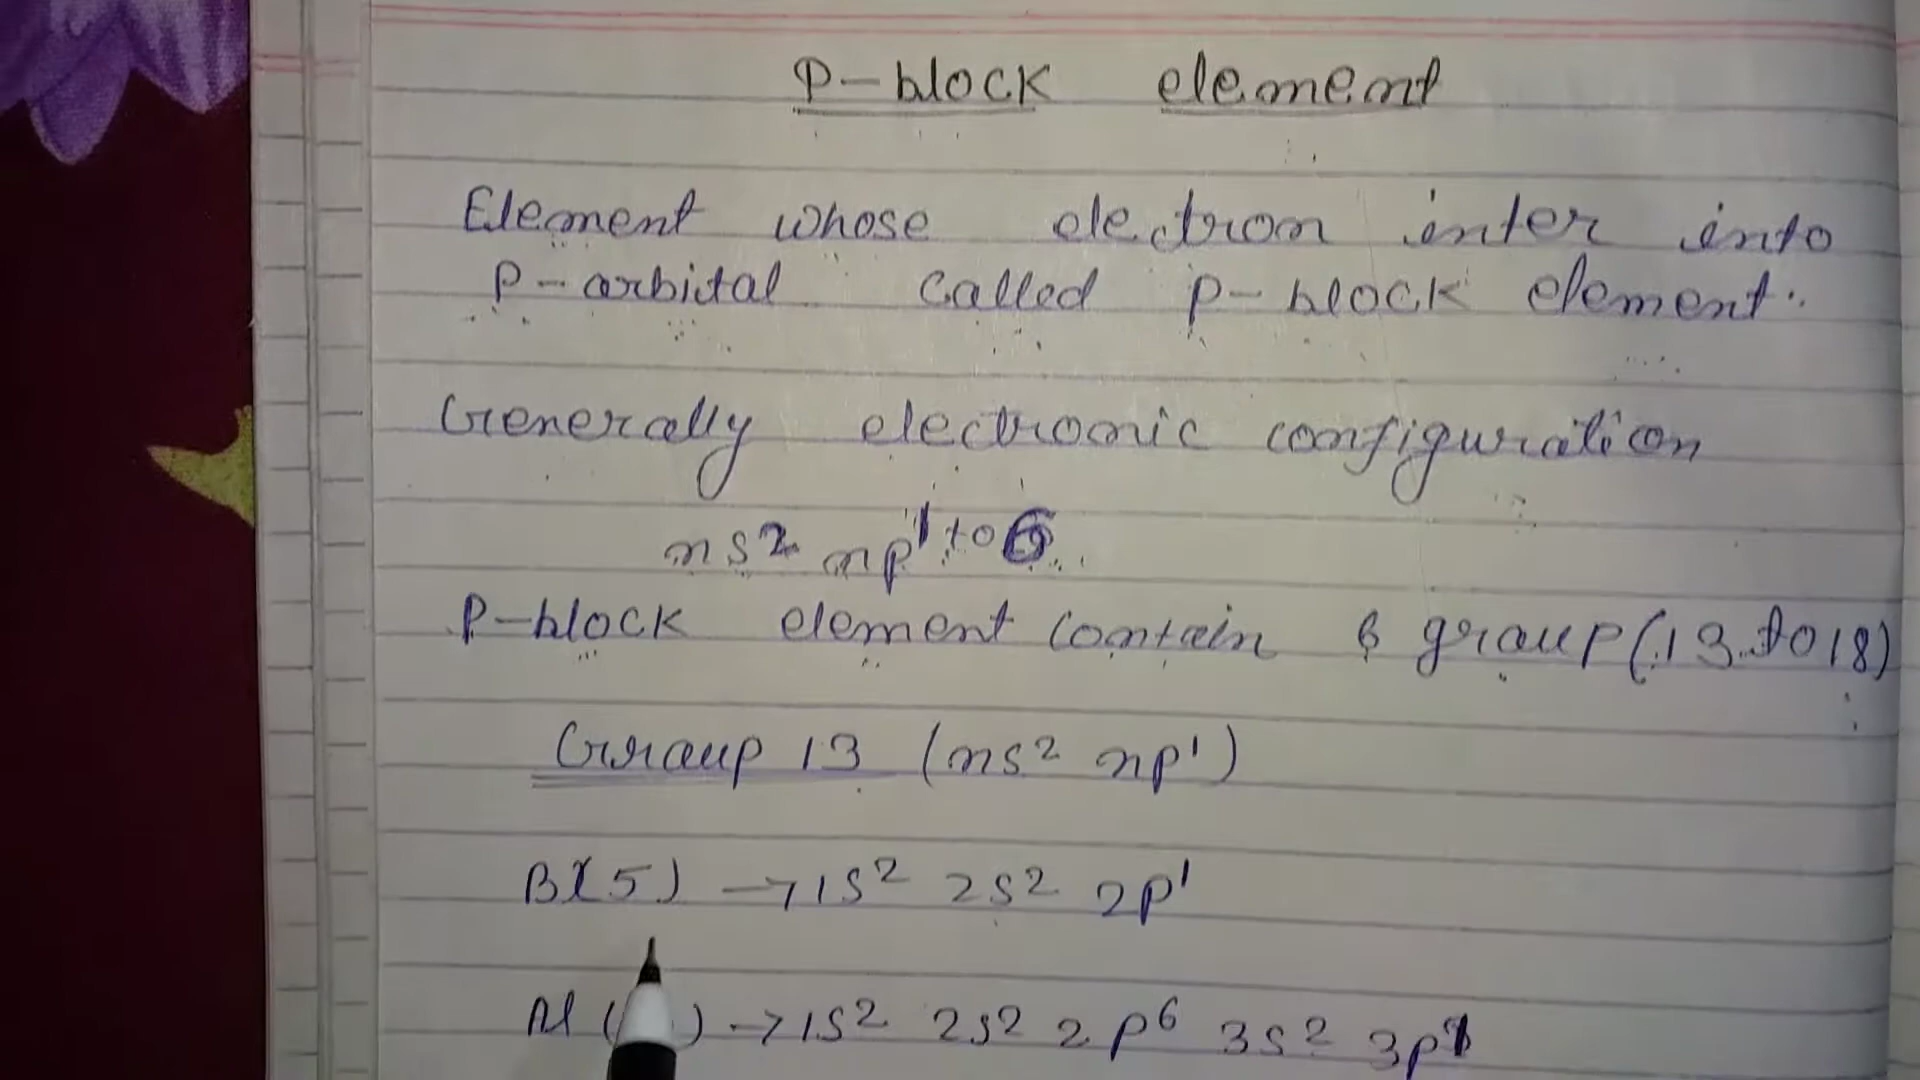 P-block element
Element whose electron inter into
P-orbital called p-block element.
Generally electronic configuration
ns² np¹ to 6
P-block element contain 6 group (13 to 18)
Group 13 (ns² np¹)
B(5) → 1s² 2s² 2p¹
Al ( ) → 1s² 2s² 2p⁶ 3s² 3p¹